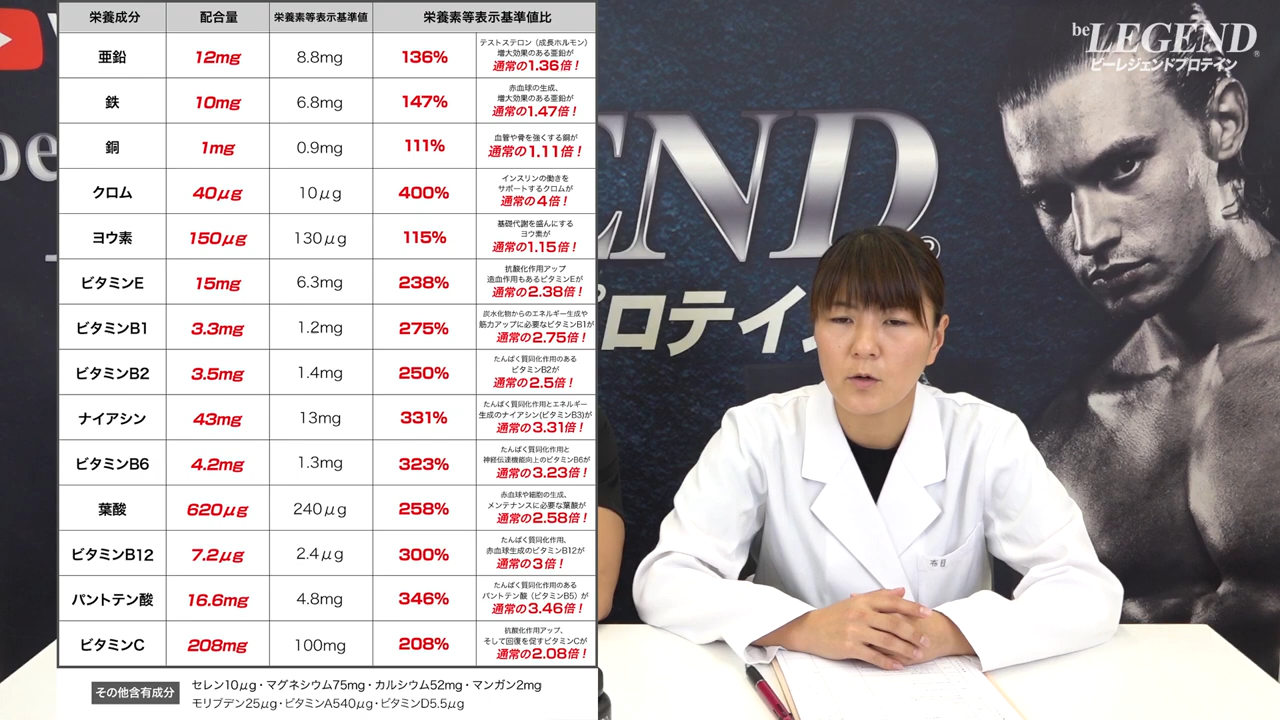 栄養成分 配合量 栄養素等表示基準値 栄養素等表示基準値比
亜鉛 12mg 8.8mg 136% テストステロン（成長ホルモン）
増大効果のある亜鉛が
通常の1.36倍！
鉄 10mg 6.8mg 147% 赤血球の生成、
増大効果のある亜鉛が
通常の1.47倍！
銅 1mg 0.9mg 111% 血管や骨を強くする銅が
通常の1.11倍！
クロム 40μg 10μg 400% インスリンの働きを
サポートするクロムが
通常の4倍！
ヨウ素 150μg 130μg 115% 基礎代謝を盛んにする
ヨウ素が
通常の1.15倍！
ビタミンE 15mg 6.3mg 238% 抗酸化作用アップ
造血作用もあるビタミンEが
通常の2.38倍！
ビタミンB1 3.3mg 1.2mg 275% 炭水化物からのエネルギー生成や
筋力アップに必要なビタミンB1が
通常の2.75倍！
ビタミンB2 3.5mg 1.4mg 250% たんぱく質同化作用のある
ビタミンB2が
通常の2.5倍！
ナイアシン 43mg 13mg 331% たんぱく質同化作用とエネルギー
生成のナイアシン(ビタミンB3)が
通常の3.31倍！
ビタミンB6 4.2mg 1.3mg 323% たんぱく質同化作用と
神経伝達機能向上のビタミンB6が
通常の3.23倍！
葉酸 620μg 240μg 258% 赤血球や細胞の生成、
メンテナンスに必要な葉酸が
通常の2.58倍！
ビタミンB12 7.2μg 2.4μg 300% たんぱく質同化作用、
赤血球生成のビタミンB12が
通常の3倍！
パントテン酸 16.6mg 4.8mg 346% たんぱく質同化作用のある
パントテン酸（ビタミンB5）が
通常の3.46倍！
ビタミンC 208mg 100mg 208% 抗酸化作用アップ、
そして回復を促すビタミンCが
通常の2.08倍！
その他含有成分 セレン10μg・マグネシウム75mg・カルシウム52mg・マンガン2mg
モリブデン25μg・ビタミンA540μg・ビタミンD5.5μg
be LEGEND®
ビーレジェンドプロテイン
be
END®
プロテイン
布目